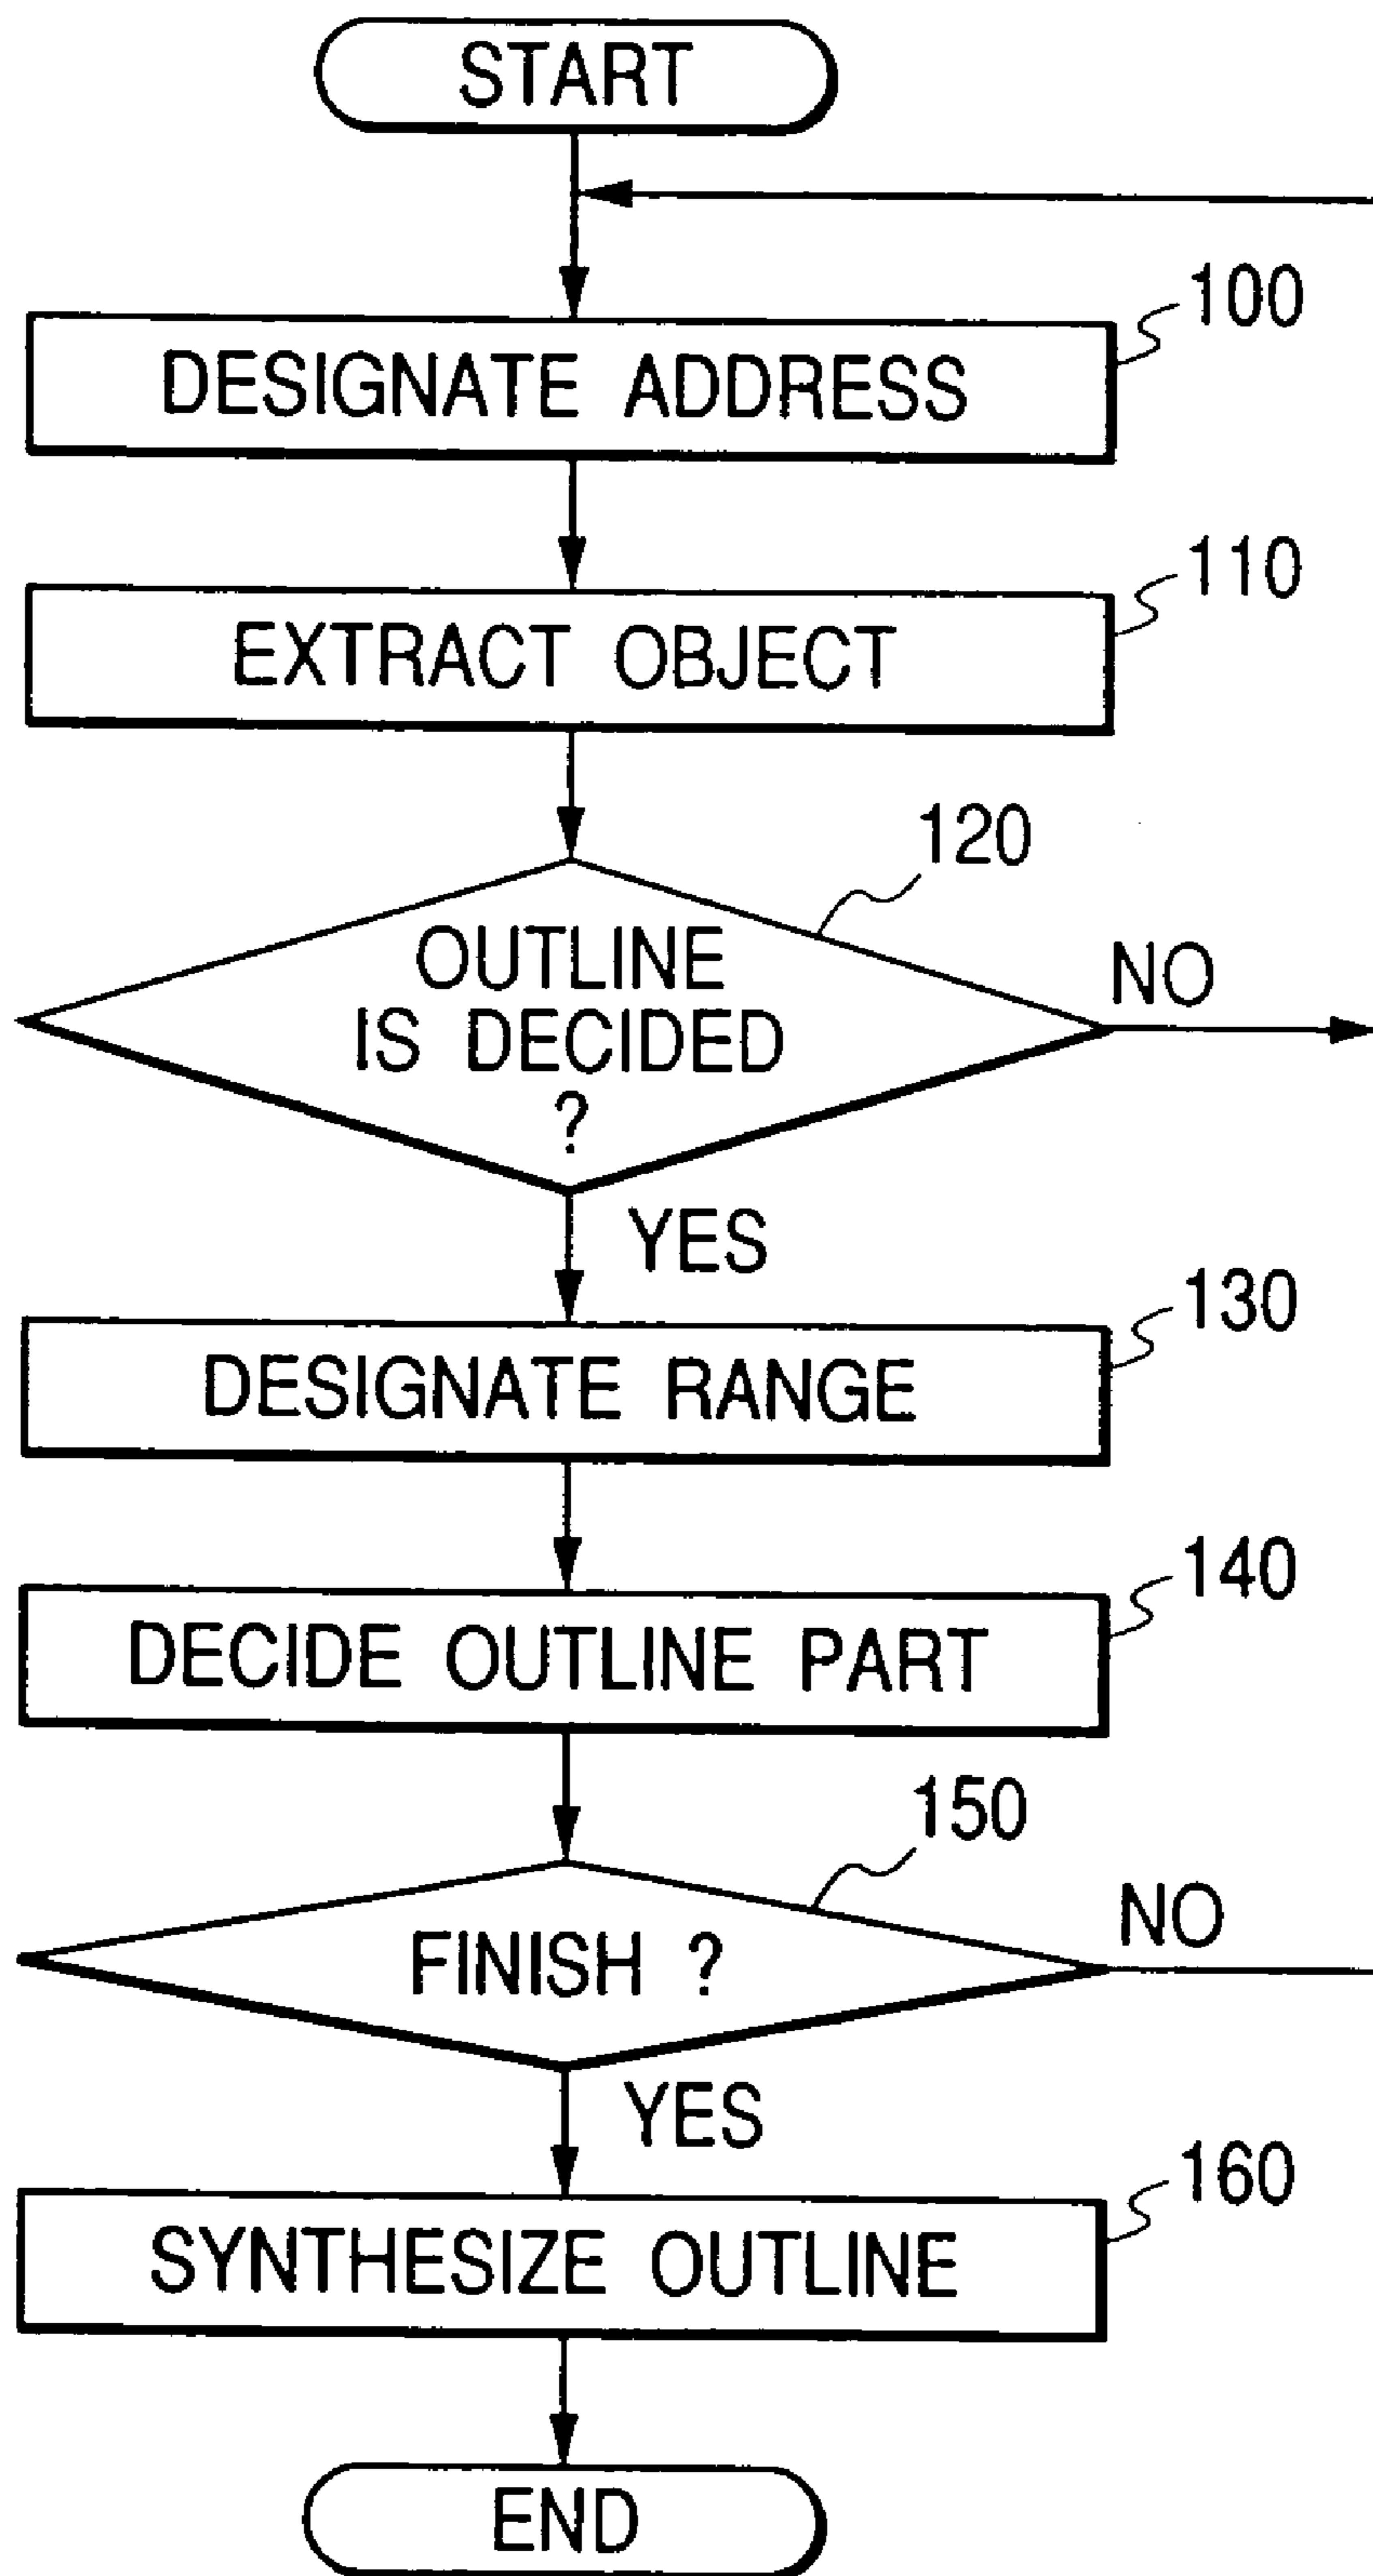 START
100
DESIGNATE ADDRESS
110
EXTRACT OBJECT
120
OUTLINE
IS DECIDED
?
NO
YES
130
DESIGNATE RANGE
140
DECIDE OUTLINE PART
150
FINISH ?
NO
YES
160
SYNTHESIZE OUTLINE
END